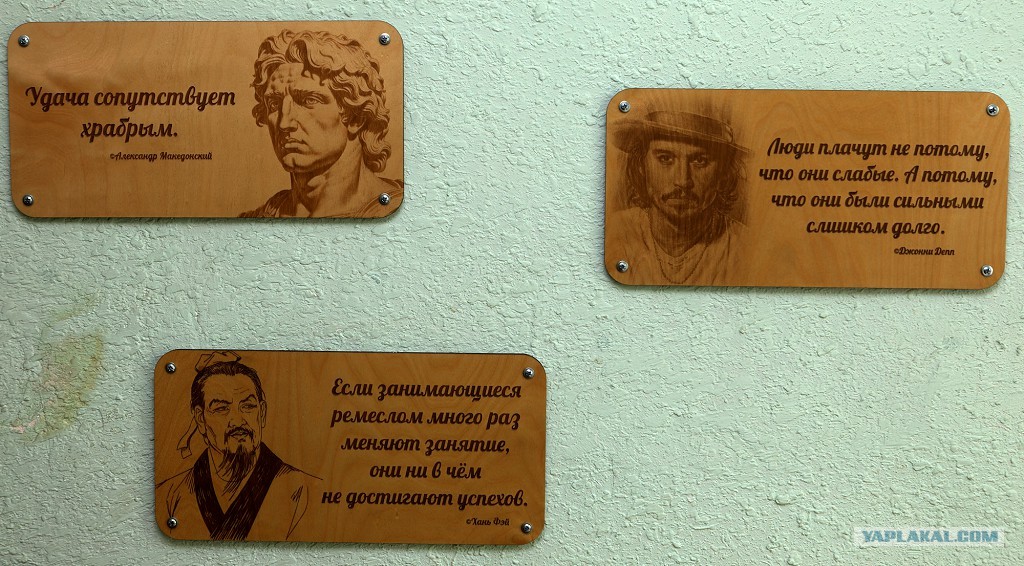 Удача сопутствует
храбрым.
©Александр Македонский
Люди плачут не потому,
что они слабые. А потому,
что они были сильными
слишком долго.
©Джонни Депп
Если занимающиеся
ремеслом много раз
меняют занятие,
они ни в чём
не достигают успехов.
©Хань Фэй
YAPLAKAL.COM